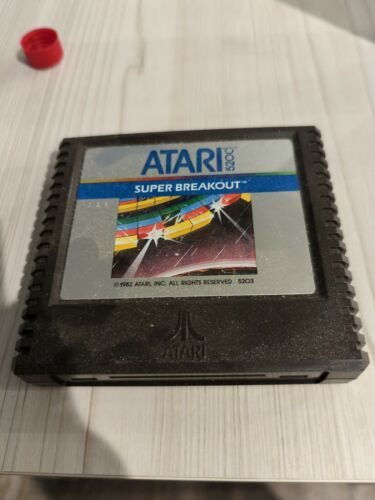 ATARI 5200
SUPER BREAKOUT™
© 1982 ATARI, INC. ALL RIGHTS RESERVED 5203
ATARI